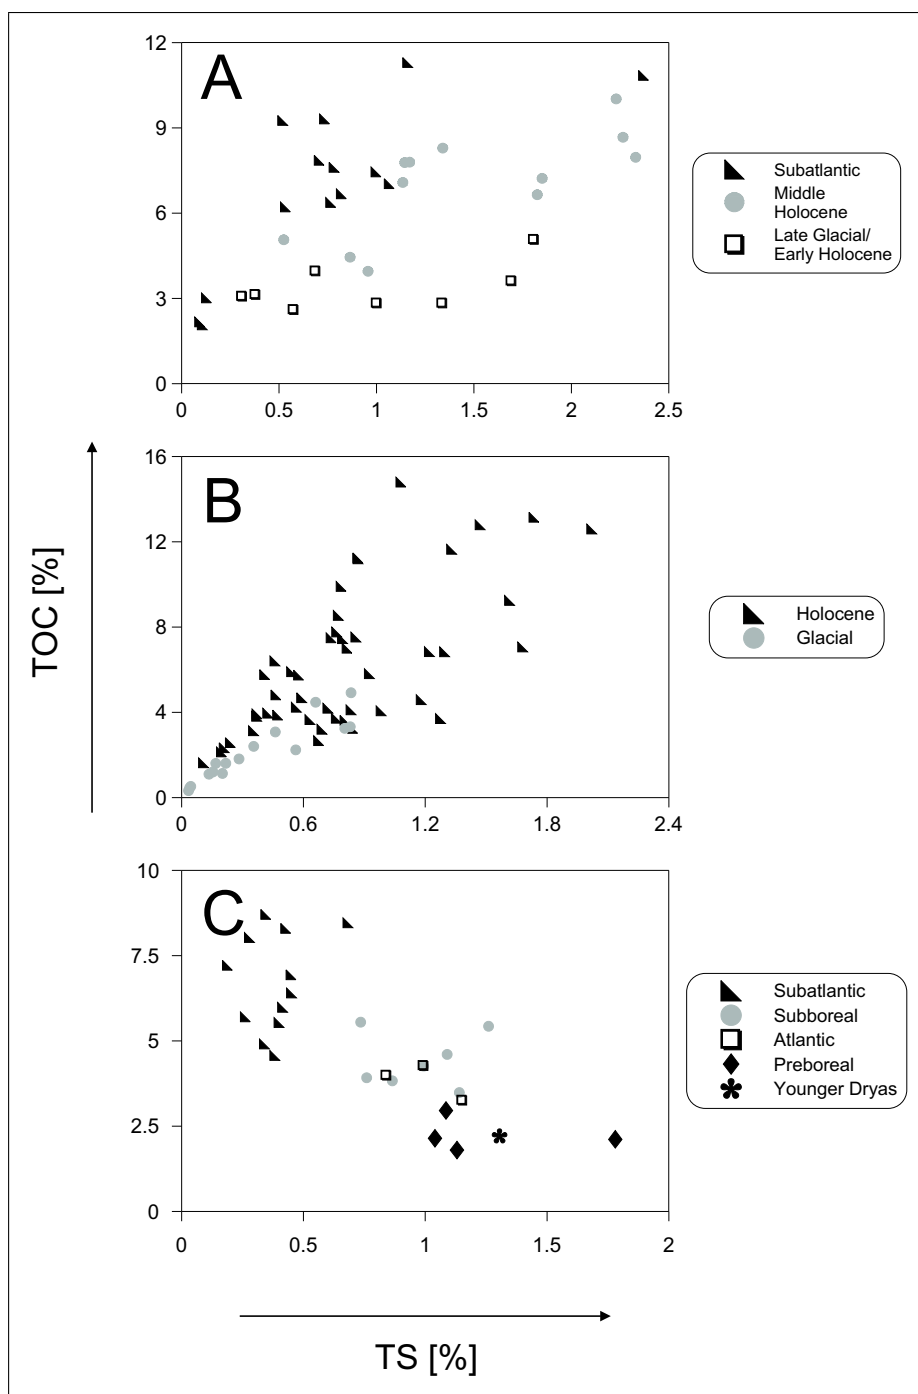 A
12
9
6
3
0
0
0.5
1
1.5
2
2.5
Subatlantic
Middle
Holocene
Late Glacial/
Early Holocene
TOC [%]
B
16
12
8
4
0
0
0.6
1.2
1.8
2.4
Holocene
Glacial
C
10
7.5
5
2.5
0
0
0.5
1
1.5
2
Subatlantic
Subboreal
Atlantic
Preboreal
Younger Dryas
TS [%]